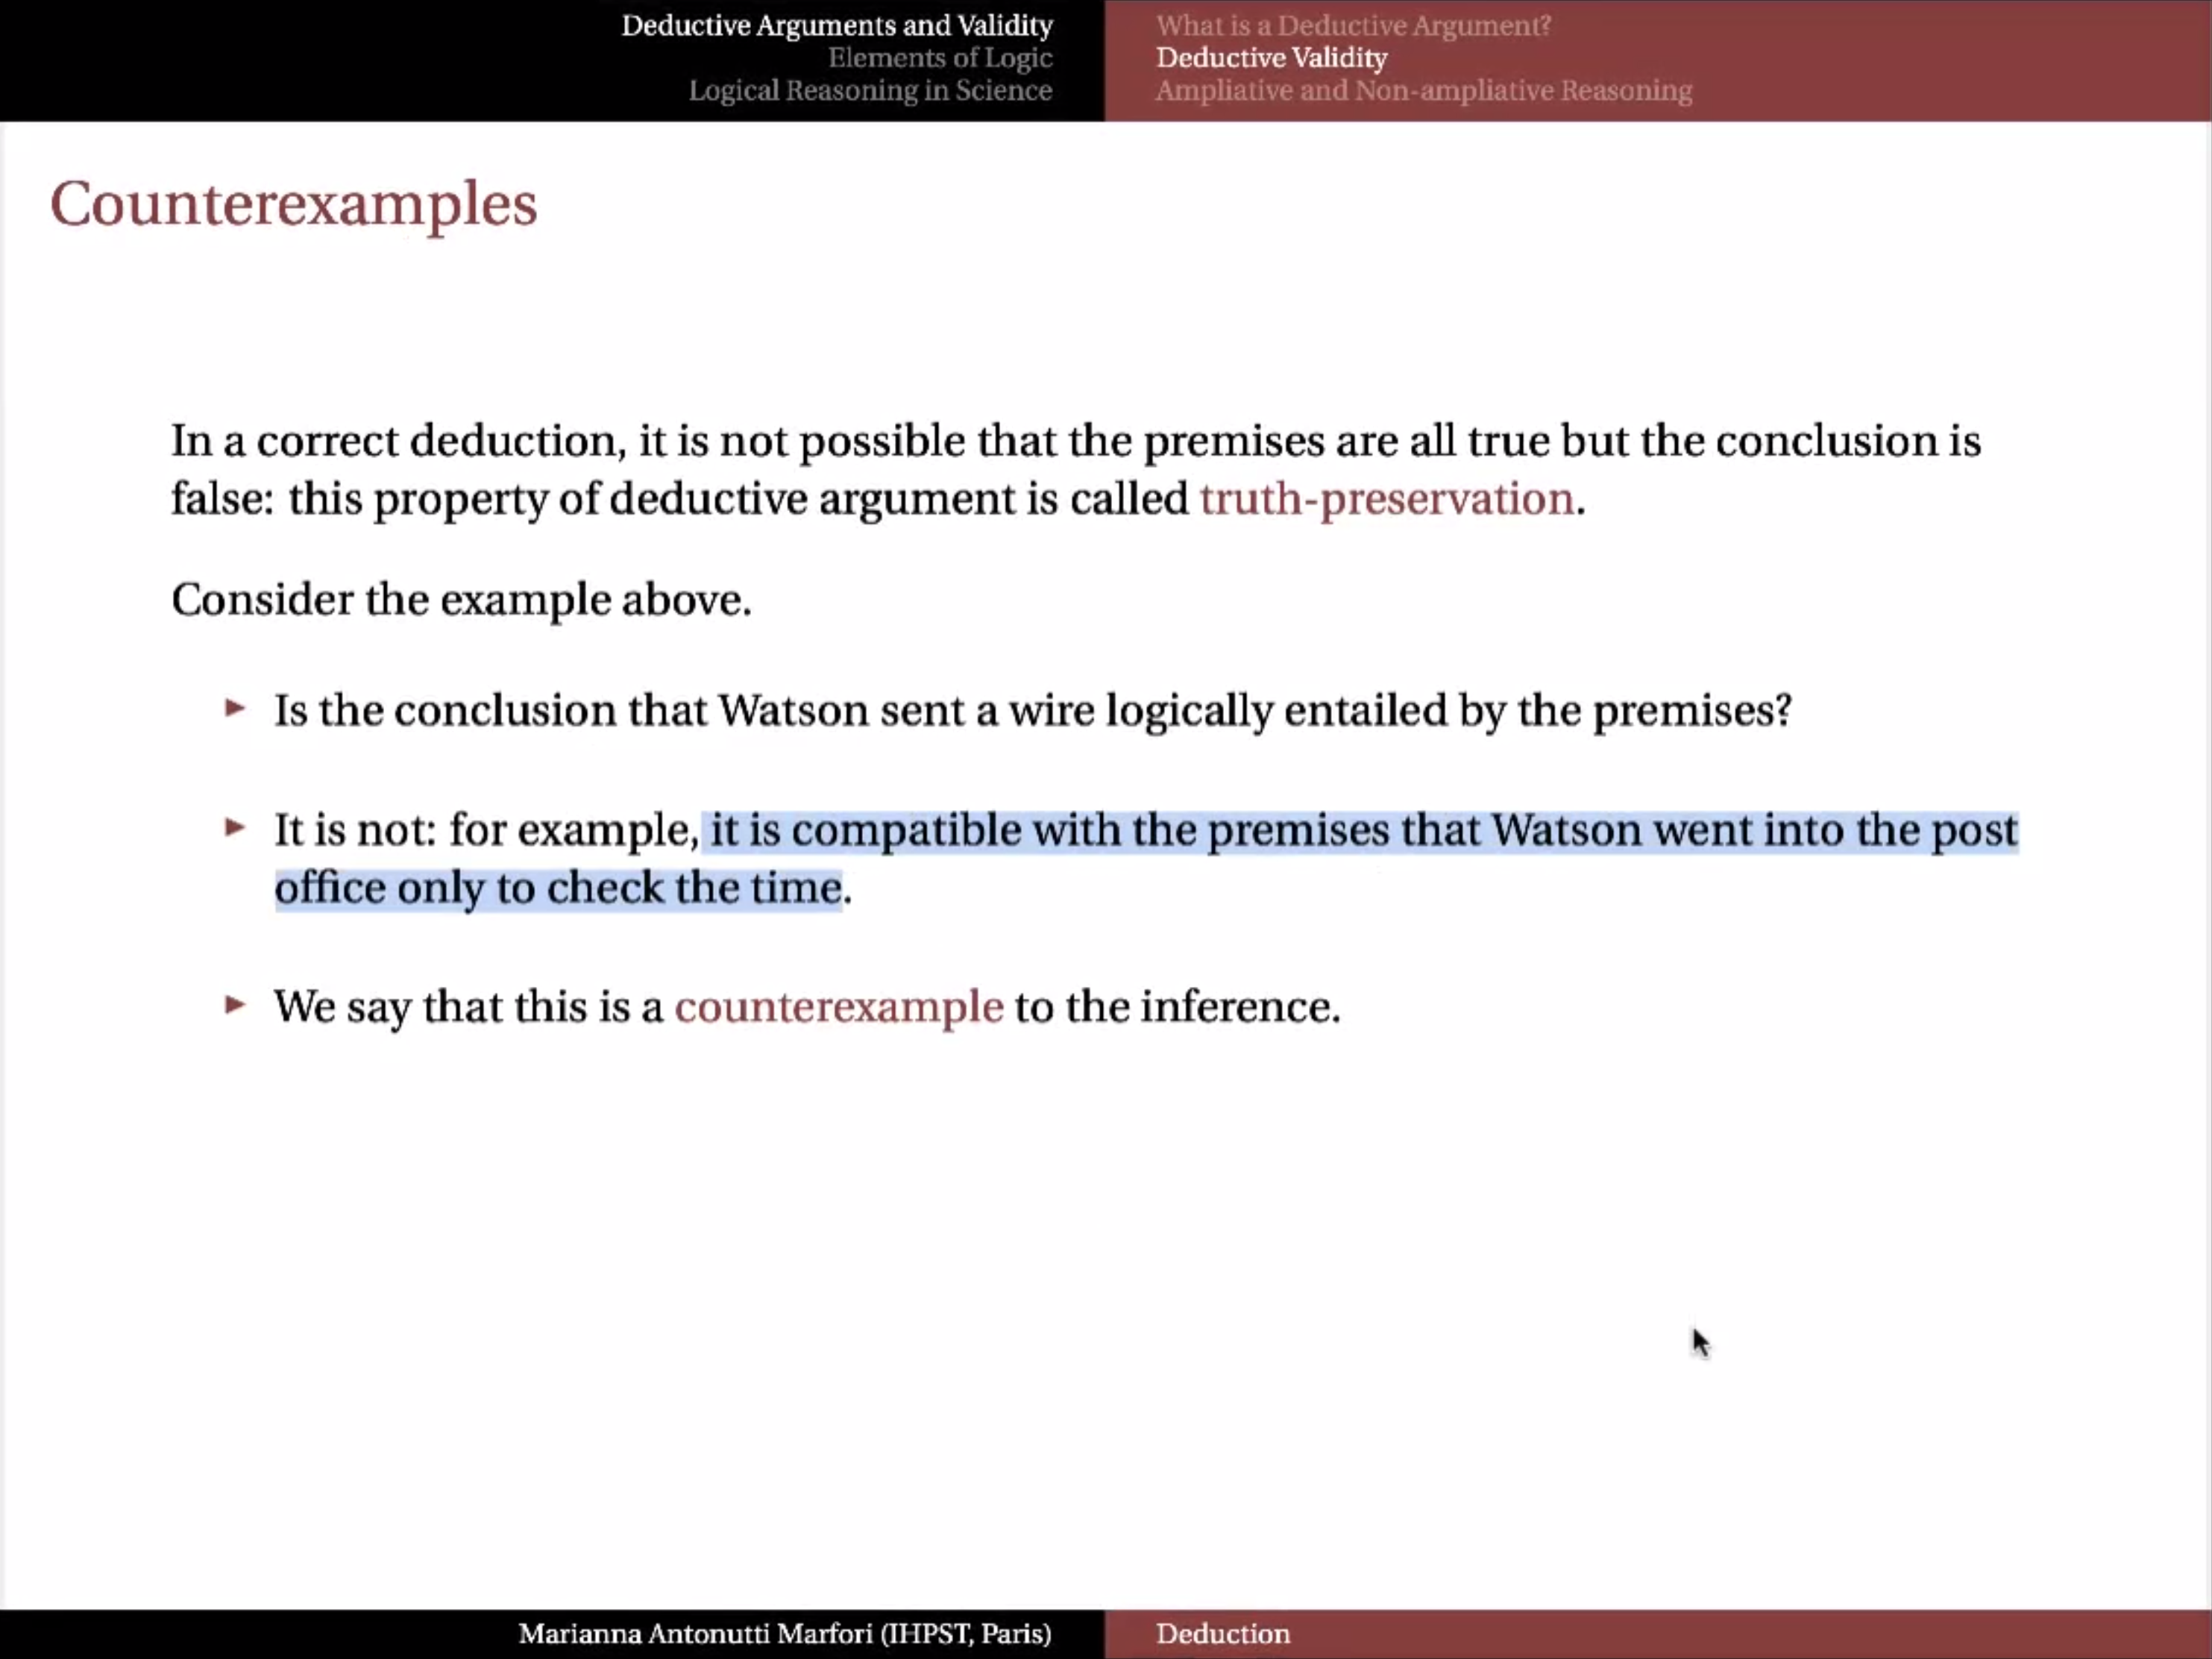 Deductive Arguments and Validity
Elements of Logic
Logical Reasoning in Science
What is a Deductive Argument?
Deductive Validity
Ampliative and Non-ampliative Reasoning
Counterexamples
In a correct deduction, it is not possible that the premises are all true but the conclusion is
false: this property of deductive argument is called truth-preservation.
Consider the example above.
► Is the conclusion that Watson sent a wire logically entailed by the premises?
► It is not: for example, it is compatible with the premises that Watson went into the post
office only to check the time.
► We say that this is a counterexample to the inference.
Marianna Antonutti Marfori (IHPST, Paris)
Deduction